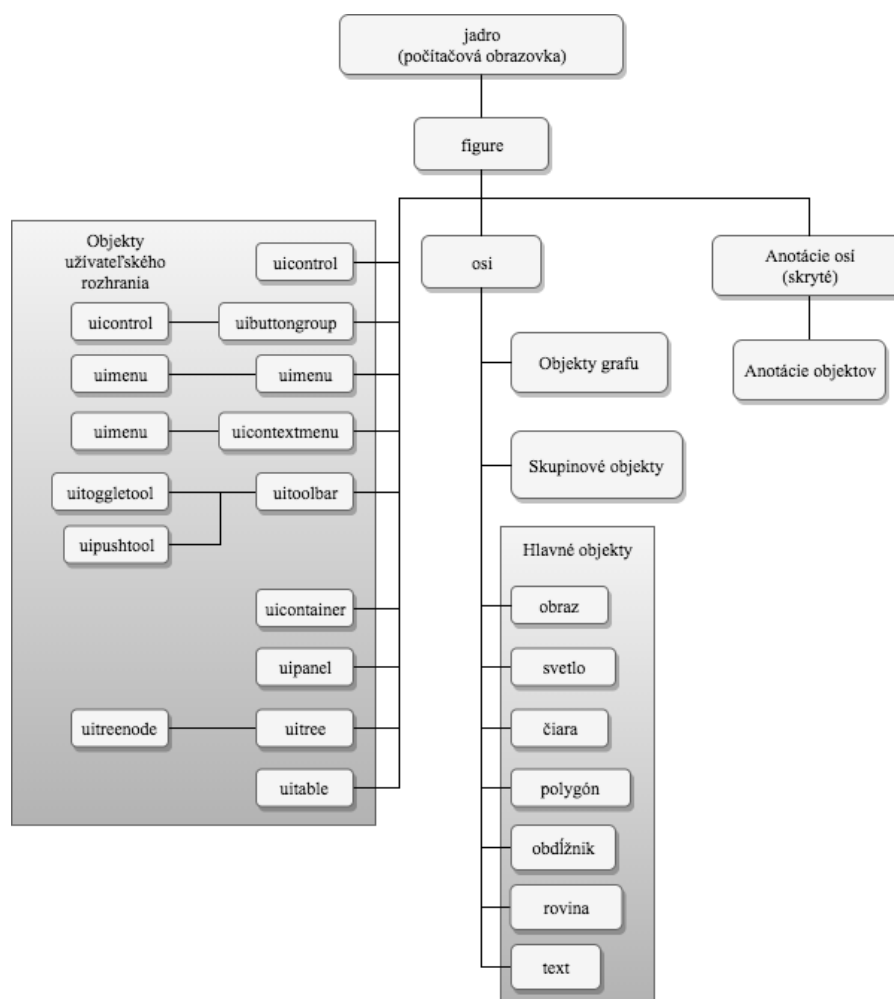 jadro
(počítačová obrazovka)
figure
Objekty
užívateľského
rozhrania
uicontrol
uicontrol
uibuttongroup
uimenu
uimenu
uimenu
uicontextmenu
uitoggletool
uitoolbar
uipushtool
uicontainer
uipanel
uitreenode
uitree
uitable
osi
Objekty grafu
Skupinové objekty
Hlavné objekty
obraz
svetlo
čiara
polygón
obdĺžnik
rovina
text
Anotácie osí
(skryté)
Anotácie objektov